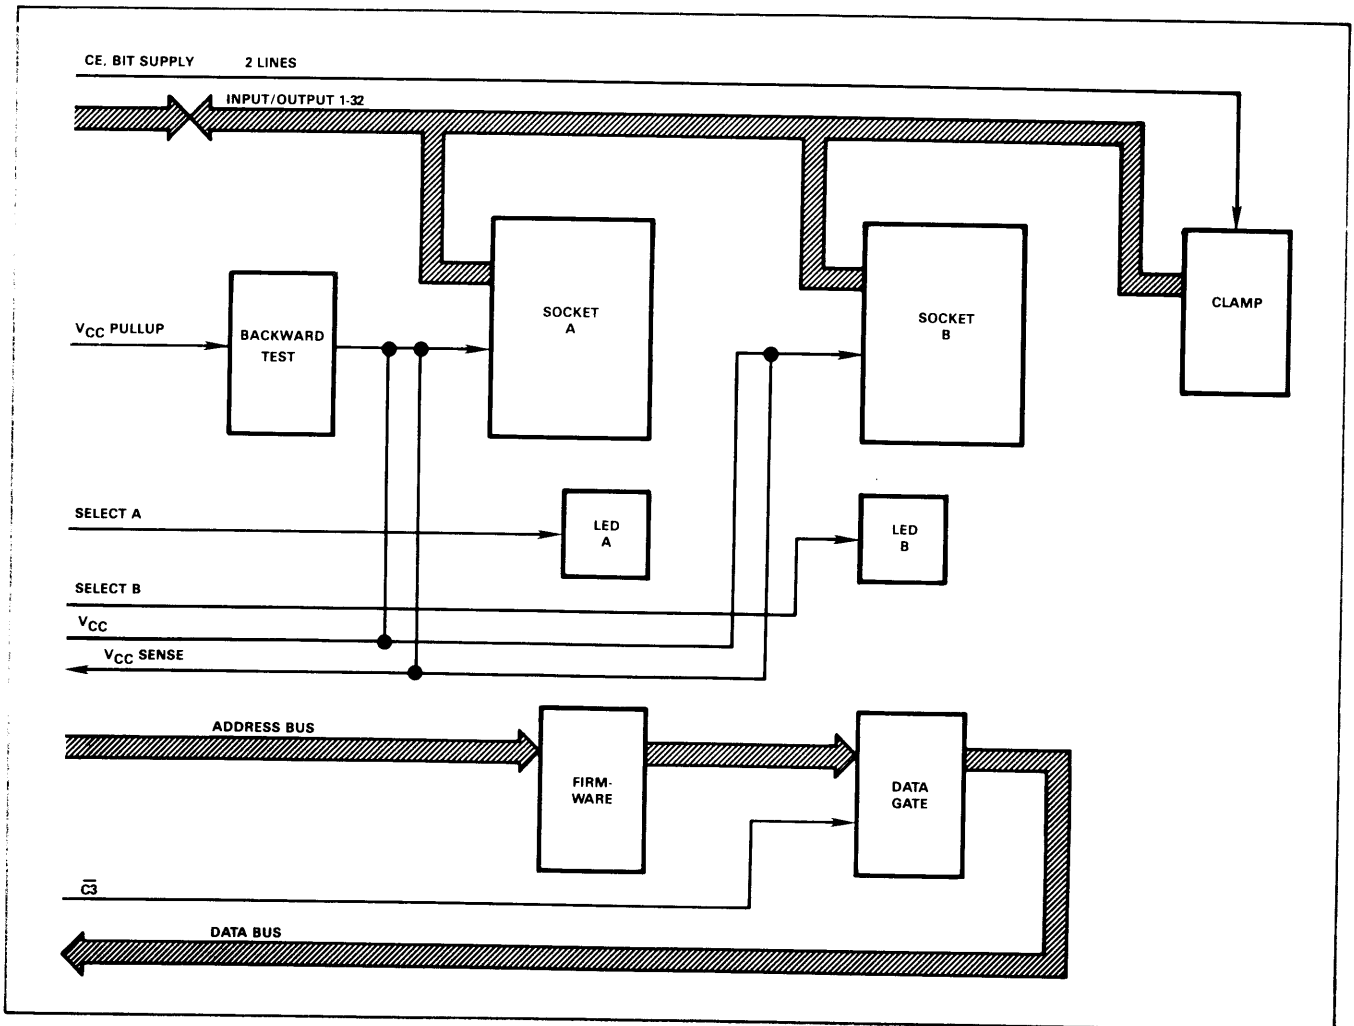 CE, BIT SUPPLY 2 LINES
INPUT/OUTPUT 1-32
SOCKET
A
SOCKET
B
CLAMP
VCC PULLUP
BACKWARD
TEST
SELECT A
LED
A
LED
B
SELECT B
VCC
VCC SENSE
ADDRESS BUS
FIRM-
WARE
DATA
GATE
C3
DATA BUS